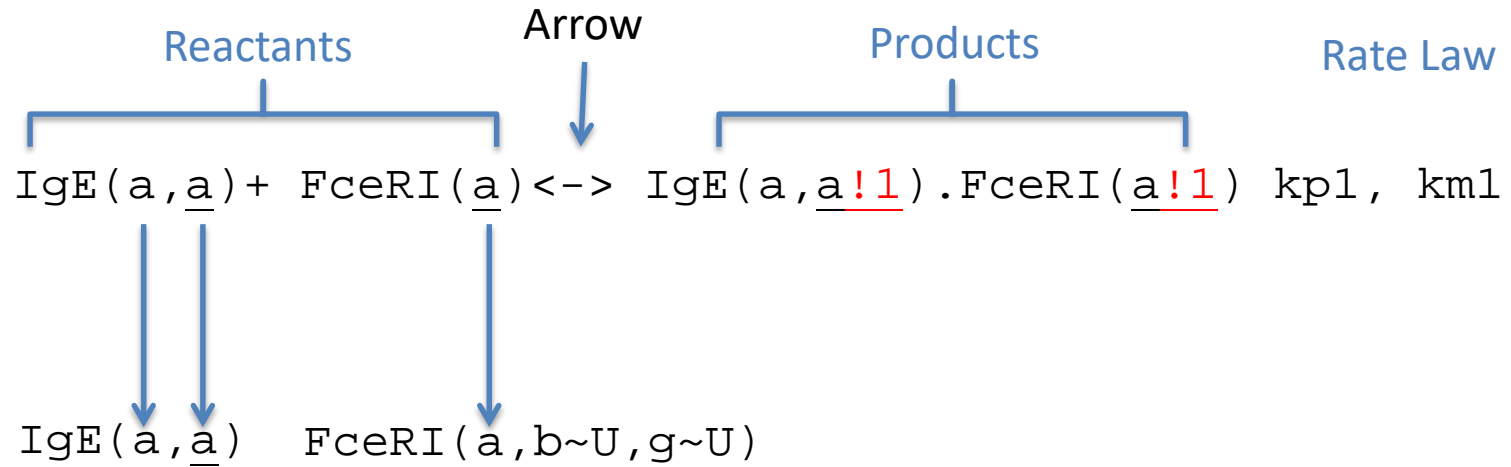 Reactants Arrow Products Rate Law
IgE(a,a)+ FceRI(a)<-> IgE(a,a!1).FceRI(a!1) kp1, km1
IgE(a,a) FceRI(a,b~U,g~U)